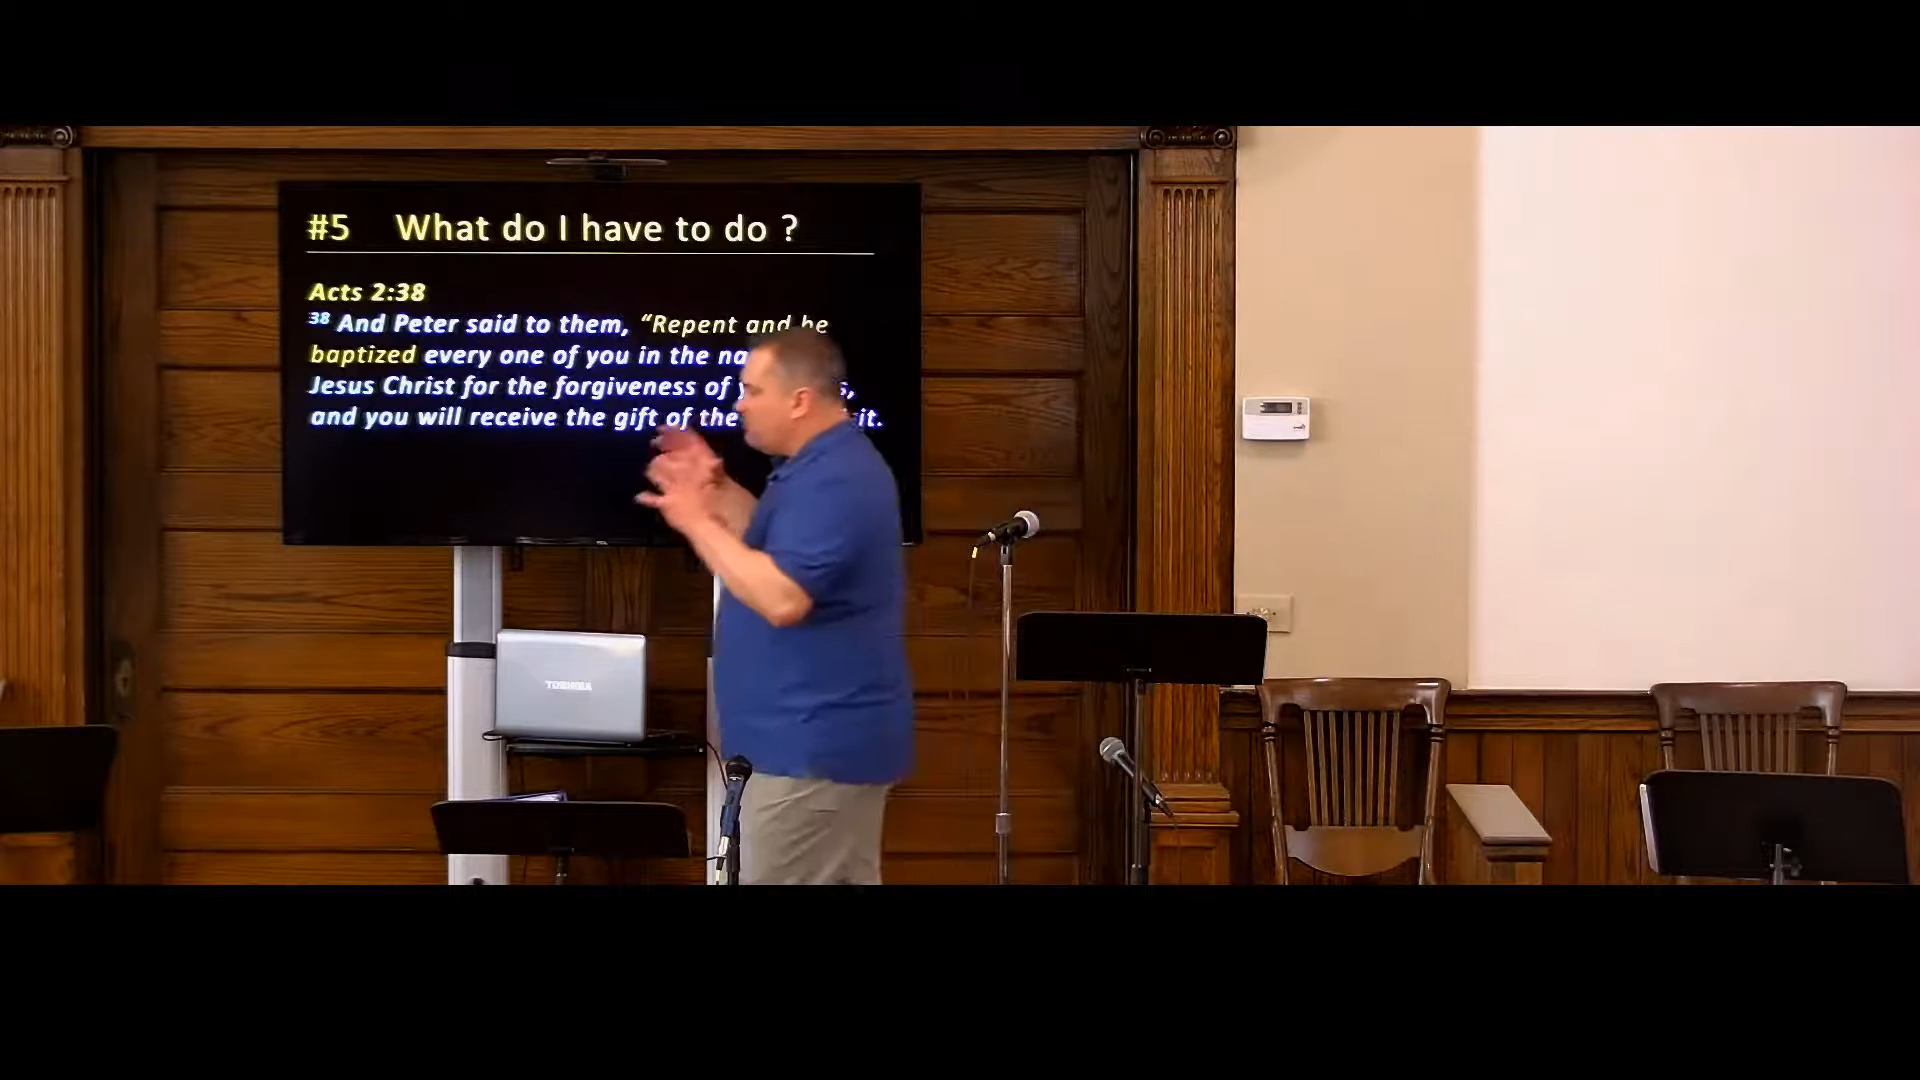 #5 What do I have to do ?
Acts 2:38
38 And Peter said to them, “Repent and be
baptized every one of you in the
Jesus Christ for the forgiveness of
and you will receive the gift of the
TOSHIBA